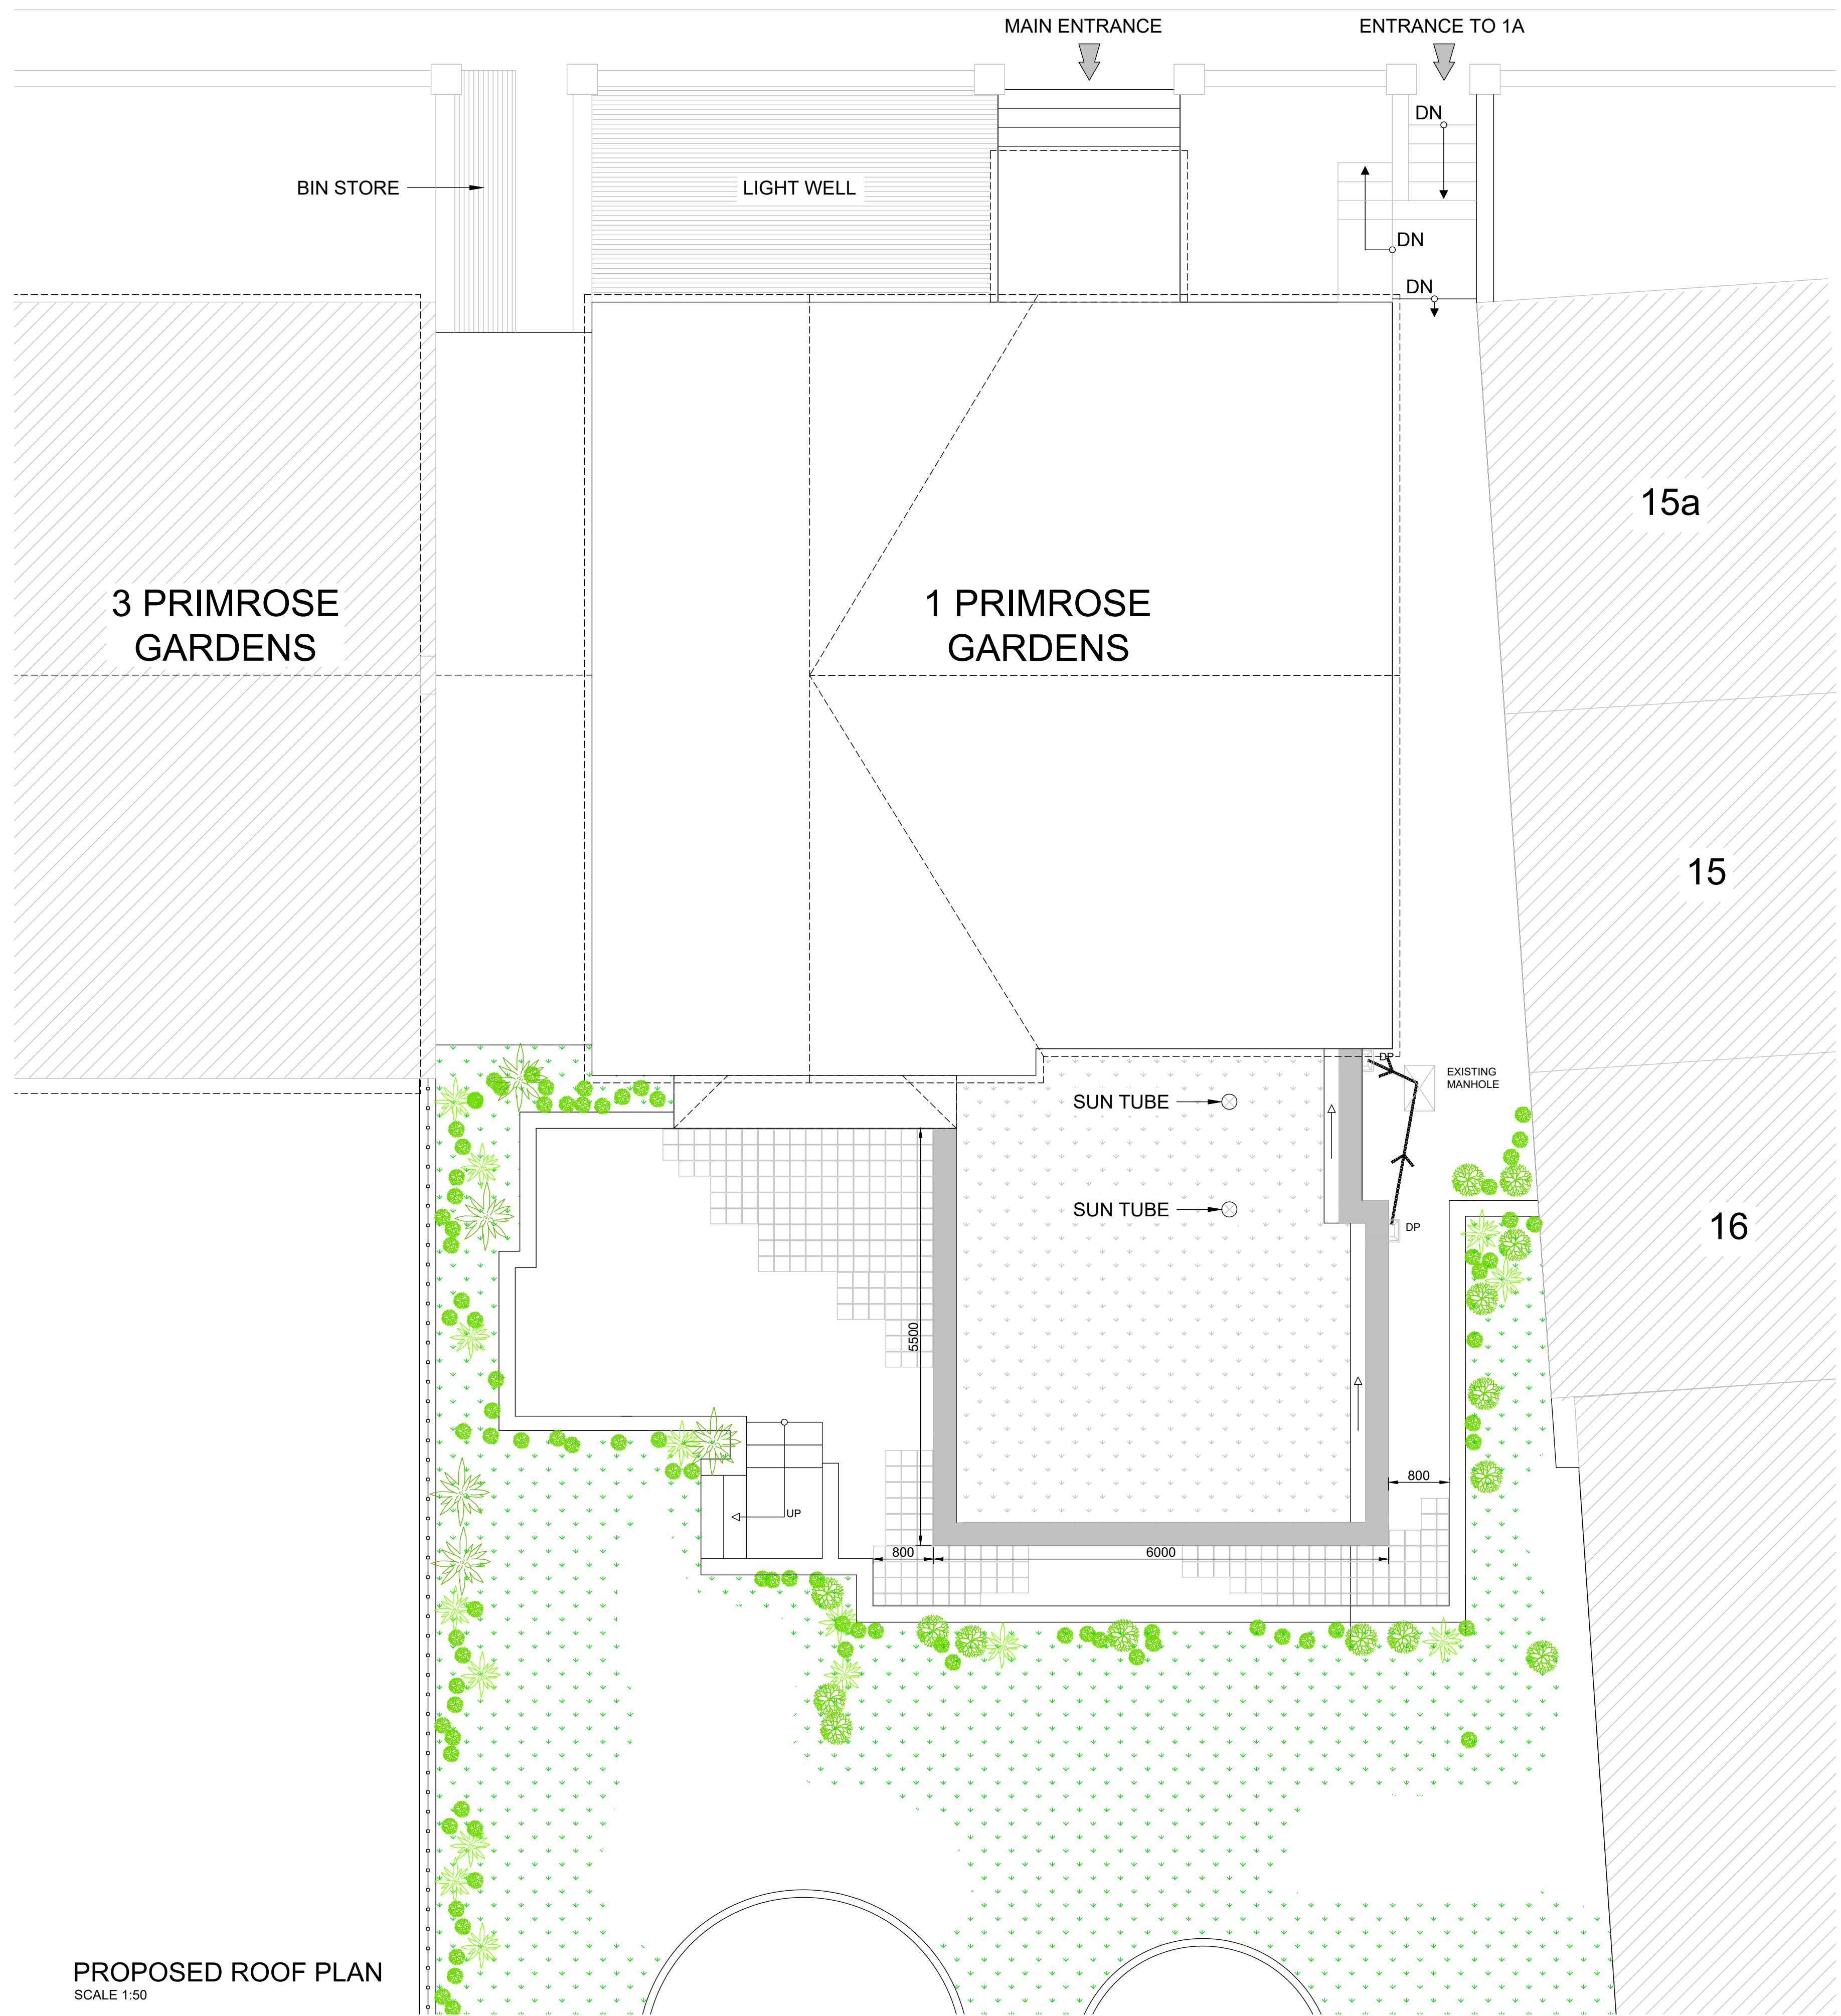 MAIN ENTRANCE
ENTRANCE TO 1A
DN
BIN STORE
LIGHT WELL
DN
DN
15a
3 PRIMROSE
GARDENS
1 PRIMROSE
GARDENS
15
DP
EXISTING
MANHOLE
SUN TUBE
SUN TUBE
DP
16
5500
800
UP
800
6000
PROPOSED ROOF PLAN
SCALE 1:50